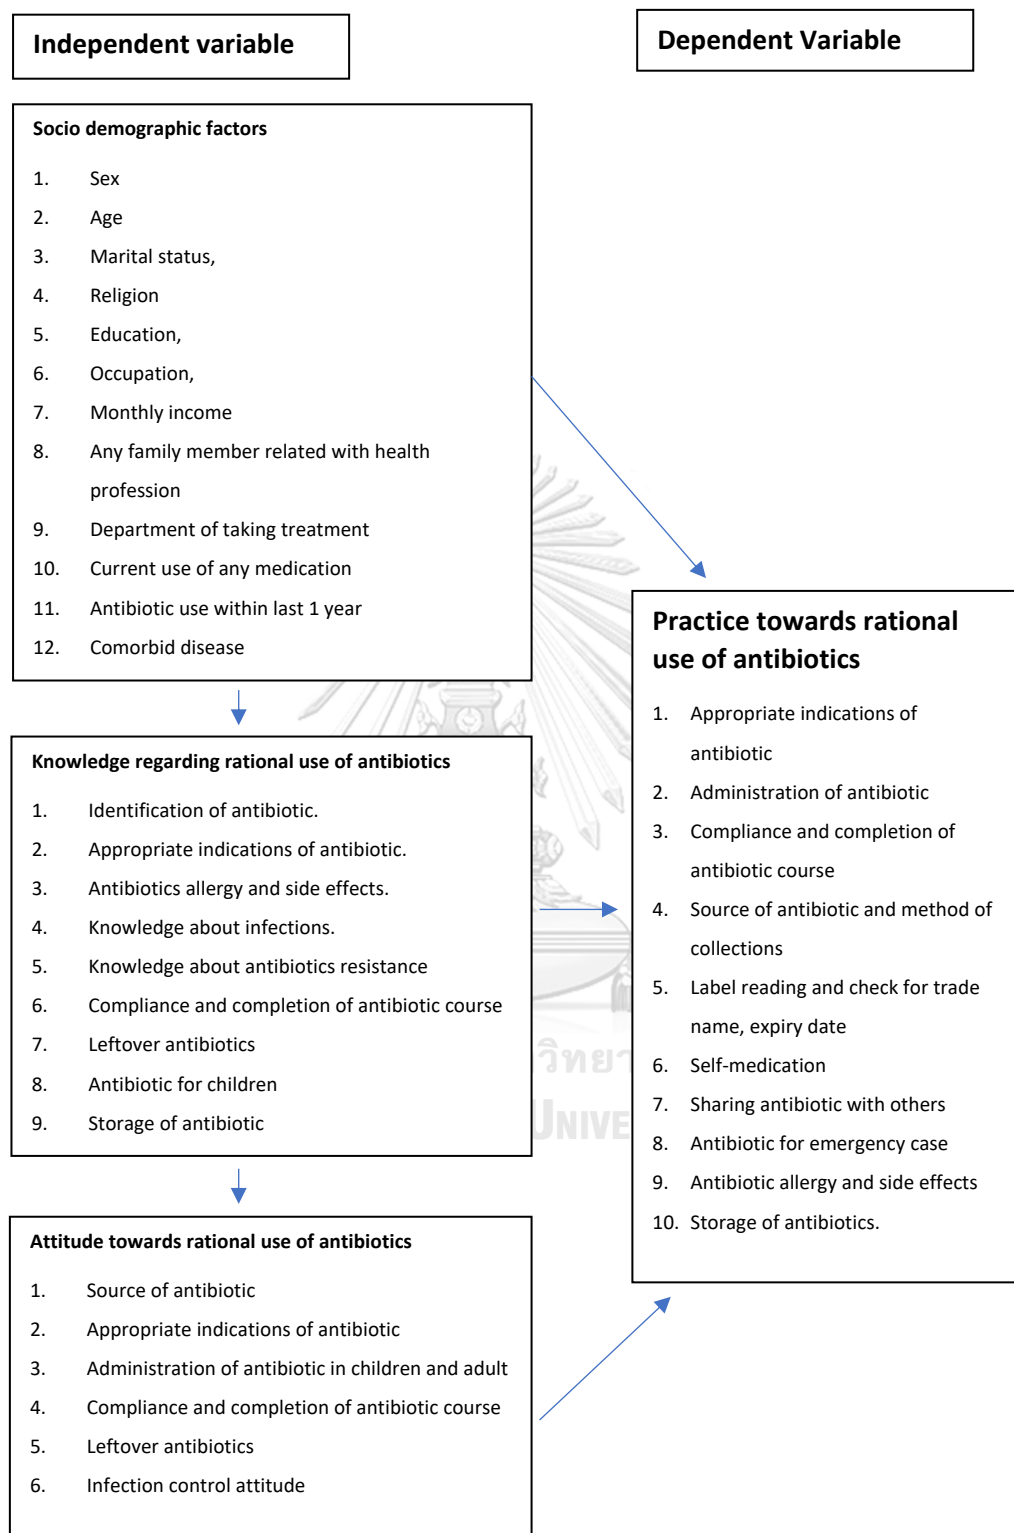 Independent variable
Dependent Variable
Socio demographic factors
1. Sex
2. Age
3. Marital status,
4. Religion
5. Education,
6. Occupation,
7. Monthly income
8. Any family member related with health
profession
9. Department of taking treatment
10. Current use of any medication
11. Antibiotic use within last 1 year
12. Comorbid disease
Knowledge regarding rational use of antibiotics
1. Identification of antibiotic.
2. Appropriate indications of antibiotic.
3. Antibiotics allergy and side effects.
4. Knowledge about infections.
5. Knowledge about antibiotics resistance
6. Compliance and completion of antibiotic course
7. Leftover antibiotics
8. Antibiotic for children
9. Storage of antibiotic
Attitude towards rational use of antibiotics
1. Source of antibiotic
2. Appropriate indications of antibiotic
3. Administration of antibiotic in children and adult
4. Compliance and completion of antibiotic course
5. Leftover antibiotics
6. Infection control attitude
Practice towards rational
use of antibiotics
1. Appropriate indications of
antibiotic
2. Administration of antibiotic
3. Compliance and completion of
antibiotic course
4. Source of antibiotic and method of
collections
5. Label reading and check for trade
name, expiry date
6. Self-medication
7. Sharing antibiotic with others
8. Antibiotic for emergency case
9. Antibiotic allergy and side effects
10. Storage of antibiotics.